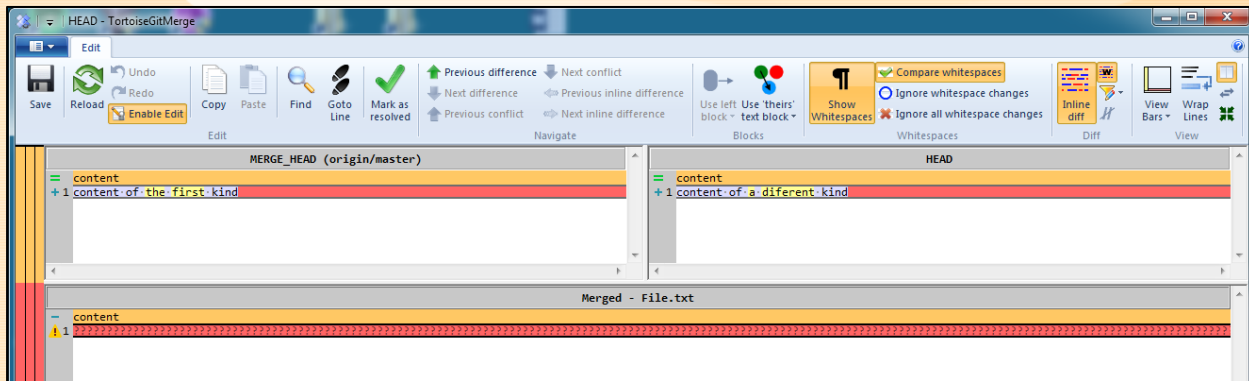 HEAD - TortoiseGitMerge
Edit
Save
Reload
Undo
Redo
Enable Edit
Copy
Paste
Find
Goto Line
Mark as resolved
Edit
Previous difference
Next difference
Previous conflict
Next conflict
Previous inline difference
Next inline difference
Navigate
Use left block
Use 'theirs' text block
Blocks
Show Whitespaces
Compare whitespaces
Ignore whitespace changes
Ignore all whitespace changes
Whitespaces
Inline diff
Diff
View Bars
Wrap Lines
View
MERGE_HEAD (origin/master)
= content
+ 1 content·of·the·first·kind
HEAD
= content
+ 1 content·of·a·diferent·kind
Merged - File.txt
- content
1